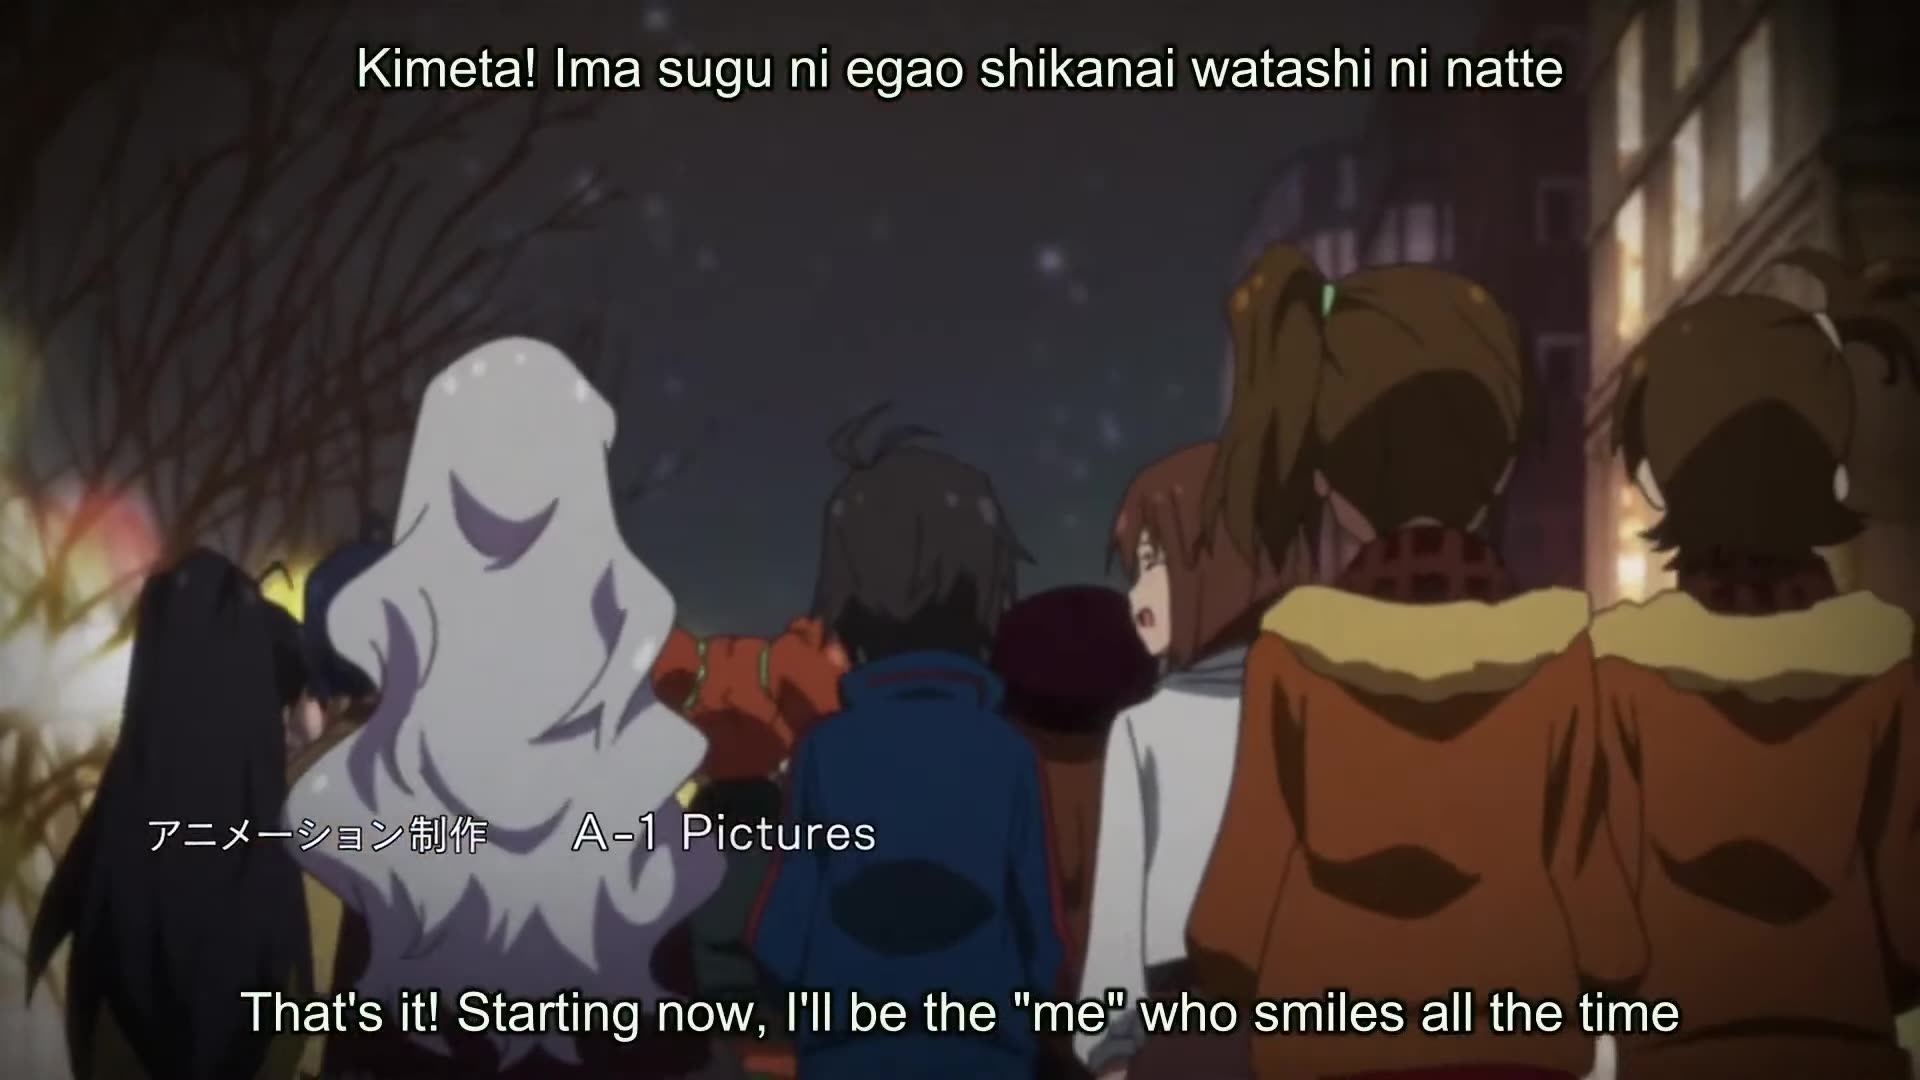 Kimeta! Ima sugu ni egao shikanai watashi ni natte
アニメーション制作 A-1 Pictures
That's it! Starting now, I'll be the "me" who smiles all the time